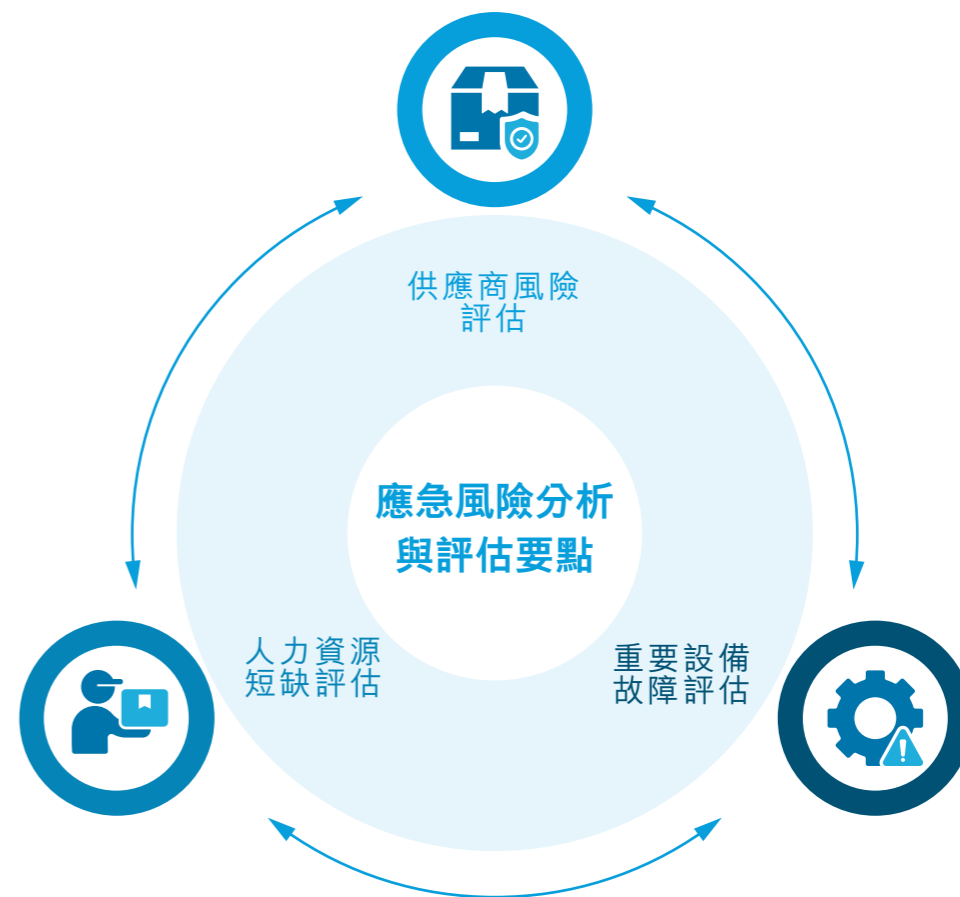 供應商風險
評估
應急風險分析
與評估要點
人力資源
短缺評估
重要設備
故障評估